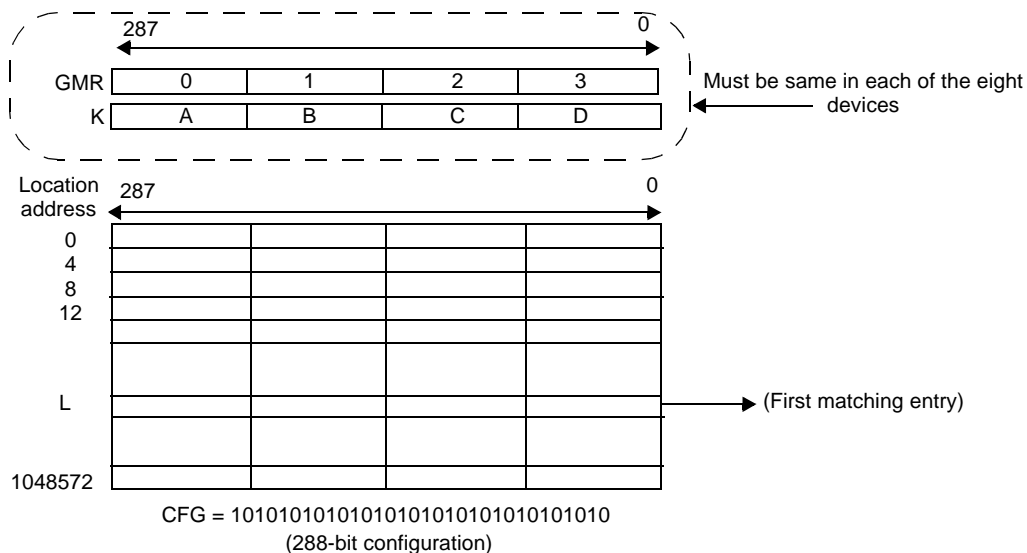 287 0
GMR 0 1 2 3
K A B C D
Must be same in each of the eight
devices
Location
address
287 0
0
4
8
12
L
(First matching entry)
1048572
CFG = 10101010101010101010101010101010
(288-bit configuration)